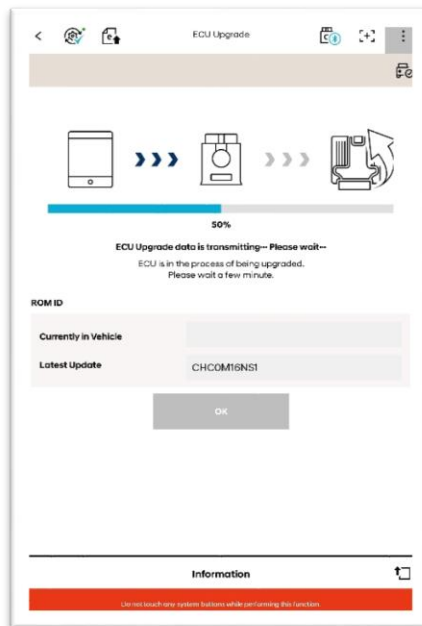 ECU Upgrade
50%
ECU Upgrade data is transmitting-- Please wait--
ECU is in the process of being upgraded.
Please wait a few minute.
ROM ID
Currently in Vehicle
Latest Update CHCOM16NS1
OK
Information
Do not touch any system buttons while performing this function